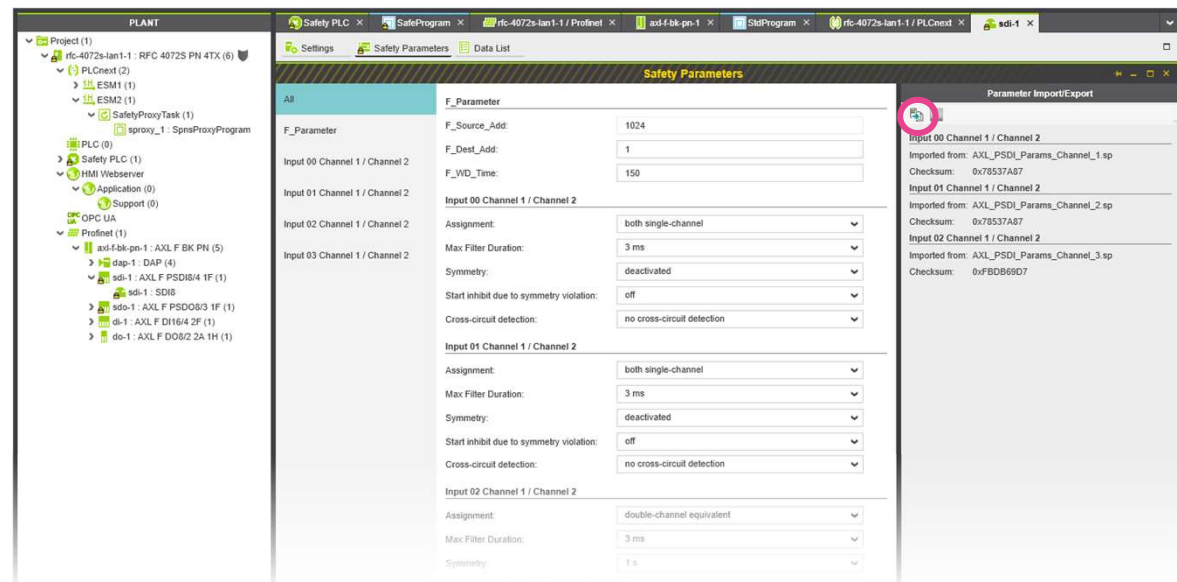 PLANT
Project (1)
rfc-4072s-lan1-1 : RFC 4072S PN 4TX (6)
PLCnext (2)
ESM1 (1)
ESM2 (1)
SafetyProxyTask (1)
sproxy_1 : SpnsProxyProgram
PLC (0)
Safety PLC (1)
HMI Webserver
Application (0)
Support (0)
OPC UA
OPC UA
Profinet (1)
axl-f-bk-pn-1 : AXL F BK PN (5)
dap-1 : DAP (4)
sdi-1 : AXL F PSDI8/4 1F (1)
sdi-1 : SDI8
sdo-1 : AXL F PSDO8/3 1F (1)
di-1 : AXL F DI16/4 2F (1)
do-1 : AXL F DO8/2 2A 1H (1)
Safety PLC × SafeProgram × rfc-4072s-lan1-1 / Profinet × axl-f-bk-pn-1 × StdProgram × rfc-4072s-lan1-1 / PLCnext × sdi-1 ×
Settings Safety Parameters Data List
Safety Parameters
All
F_Parameter
Input 00 Channel 1 / Channel 2
Input 01 Channel 1 / Channel 2
Input 02 Channel 1 / Channel 2
Input 03 Channel 1 / Channel 2
F_Parameter
F_Source_Add: 1024
F_Dest_Add: 1
F_WD_Time: 150
Input 00 Channel 1 / Channel 2
Assignment: both single-channel
Max Filter Duration: 3 ms
Symmetry: deactivated
Start inhibit due to symmetry violation: off
Cross-circuit detection: no cross-circuit detection
Input 01 Channel 1 / Channel 2
Assignment: both single-channel
Max Filter Duration: 3 ms
Symmetry: deactivated
Start inhibit due to symmetry violation: off
Cross-circuit detection: no cross-circuit detection
Input 02 Channel 1 / Channel 2
Assignment: double-channel equivalent
Max Filter Duration: 3 ms
Symmetry: 1 s
Parameter Import/Export
Input 00 Channel 1 / Channel 2
Imported from: AXL_PSDI_Params_Channel_1.sp
Checksum: 0x78537A87
Input 01 Channel 1 / Channel 2
Imported from: AXL_PSDI_Params_Channel_2.sp
Checksum: 0x78537A87
Input 02 Channel 1 / Channel 2
Imported from: AXL_PSDI_Params_Channel_3.sp
Checksum: 0xFBDB69D7